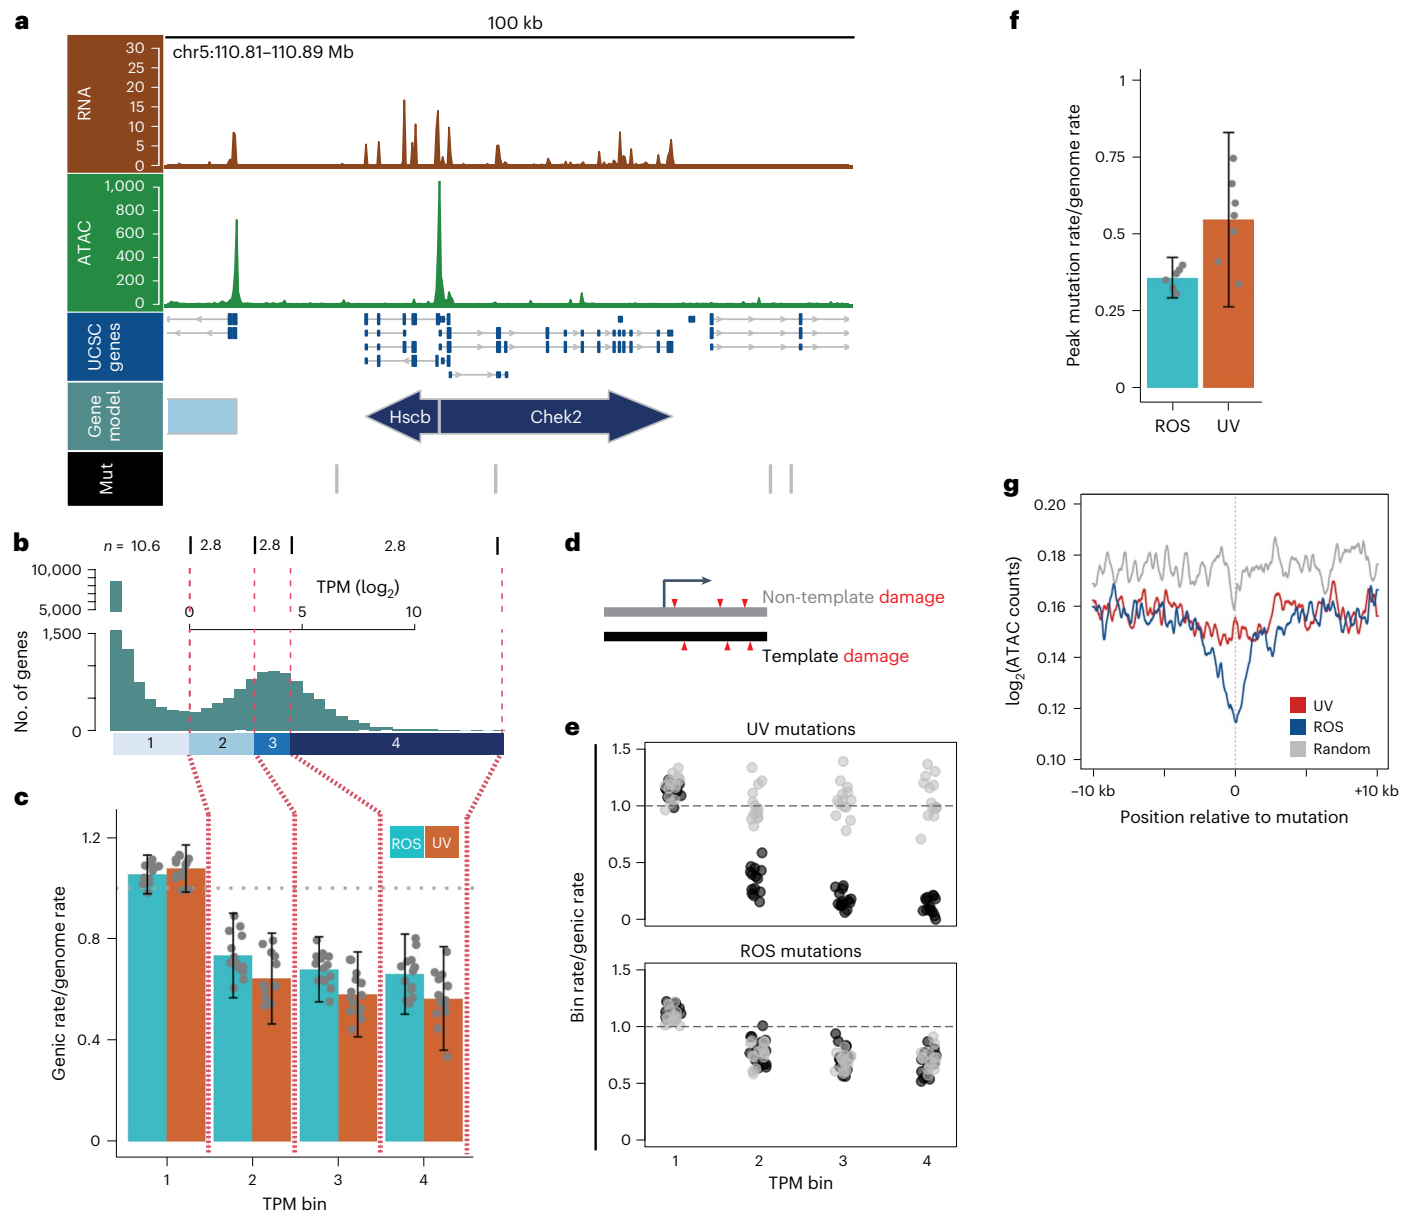 a
100 kb
chr5:110.81–110.89 Mb
RNA
30
25
20
15
10
5
0
ATAC
1,000
800
600
400
200
0
UCSC
genes
Gene
model
Hscb
Chek2
Mut
b
n = 10.6
2.8
2.8
2.8
10,000
5,000
1,500
0
No. of genes
TPM (log2)
0
5
10
1
2
3
4
c
ROS
UV
1.2
0.8
0.4
0
Genic rate/genome rate
1
2
3
4
TPM bin
d
Non-template damage
Template damage
e
UV mutations
1.5
1.0
0.5
0
Bin rate/genic rate
ROS mutations
1.5
1.0
0.5
0
1
2
3
4
TPM bin
f
1
0.75
0.5
0.25
0
Peak mutation rate/genome rate
ROS
UV
g
0.20
0.18
0.16
0.14
0.12
0.10
log2(ATAC counts)
UV
ROS
Random
−10 kb
0
+10 kb
Position relative to mutation